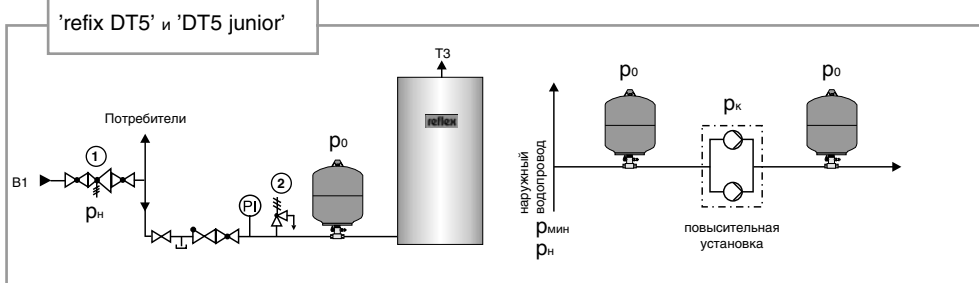 'refix DT5' и 'DT5 junior'
T3
Потребители
1
B1
pн
PI
2
p0
reflex
p0
pк
p0
наружный
водопровод
pмин
pн
повысительная
установка